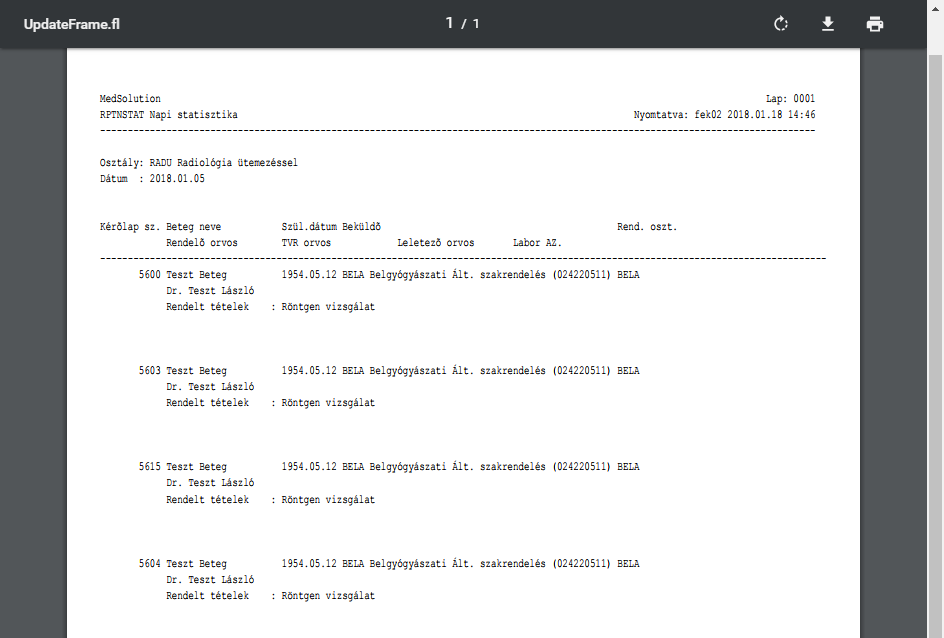 UpdateFrame.fl 1 / 1
MedSolution Lap: 0001
RPTNSTAT Napi statisztika Nyomtatva: fek02 2018.01.18 14:46
Osztály: RADU Radiológia ütemezéssel
Dátum : 2018.01.05
Kérőlap sz. Beteg neve Szül.dátum Beküldő Rend. oszt.
Rendelő orvos TVR orvos Leletező orvos Labor AZ.
5600 Teszt Beteg 1954.05.12 BELA Belgyógyászati Ált. szakrendelés (024220511) BELA
Dr. Teszt László
Rendelt tételek : Röntgen vizsgálat
5603 Teszt Beteg 1954.05.12 BELA Belgyógyászati Ált. szakrendelés (024220511) BELA
Dr. Teszt László
Rendelt tételek : Röntgen vizsgálat
5615 Teszt Beteg 1954.05.12 BELA Belgyógyászati Ált. szakrendelés (024220511) BELA
Dr. Teszt László
Rendelt tételek : Röntgen vizsgálat
5604 Teszt Beteg 1954.05.12 BELA Belgyógyászati Ált. szakrendelés (024220511) BELA
Dr. Teszt László
Rendelt tételek : Röntgen vizsgálat